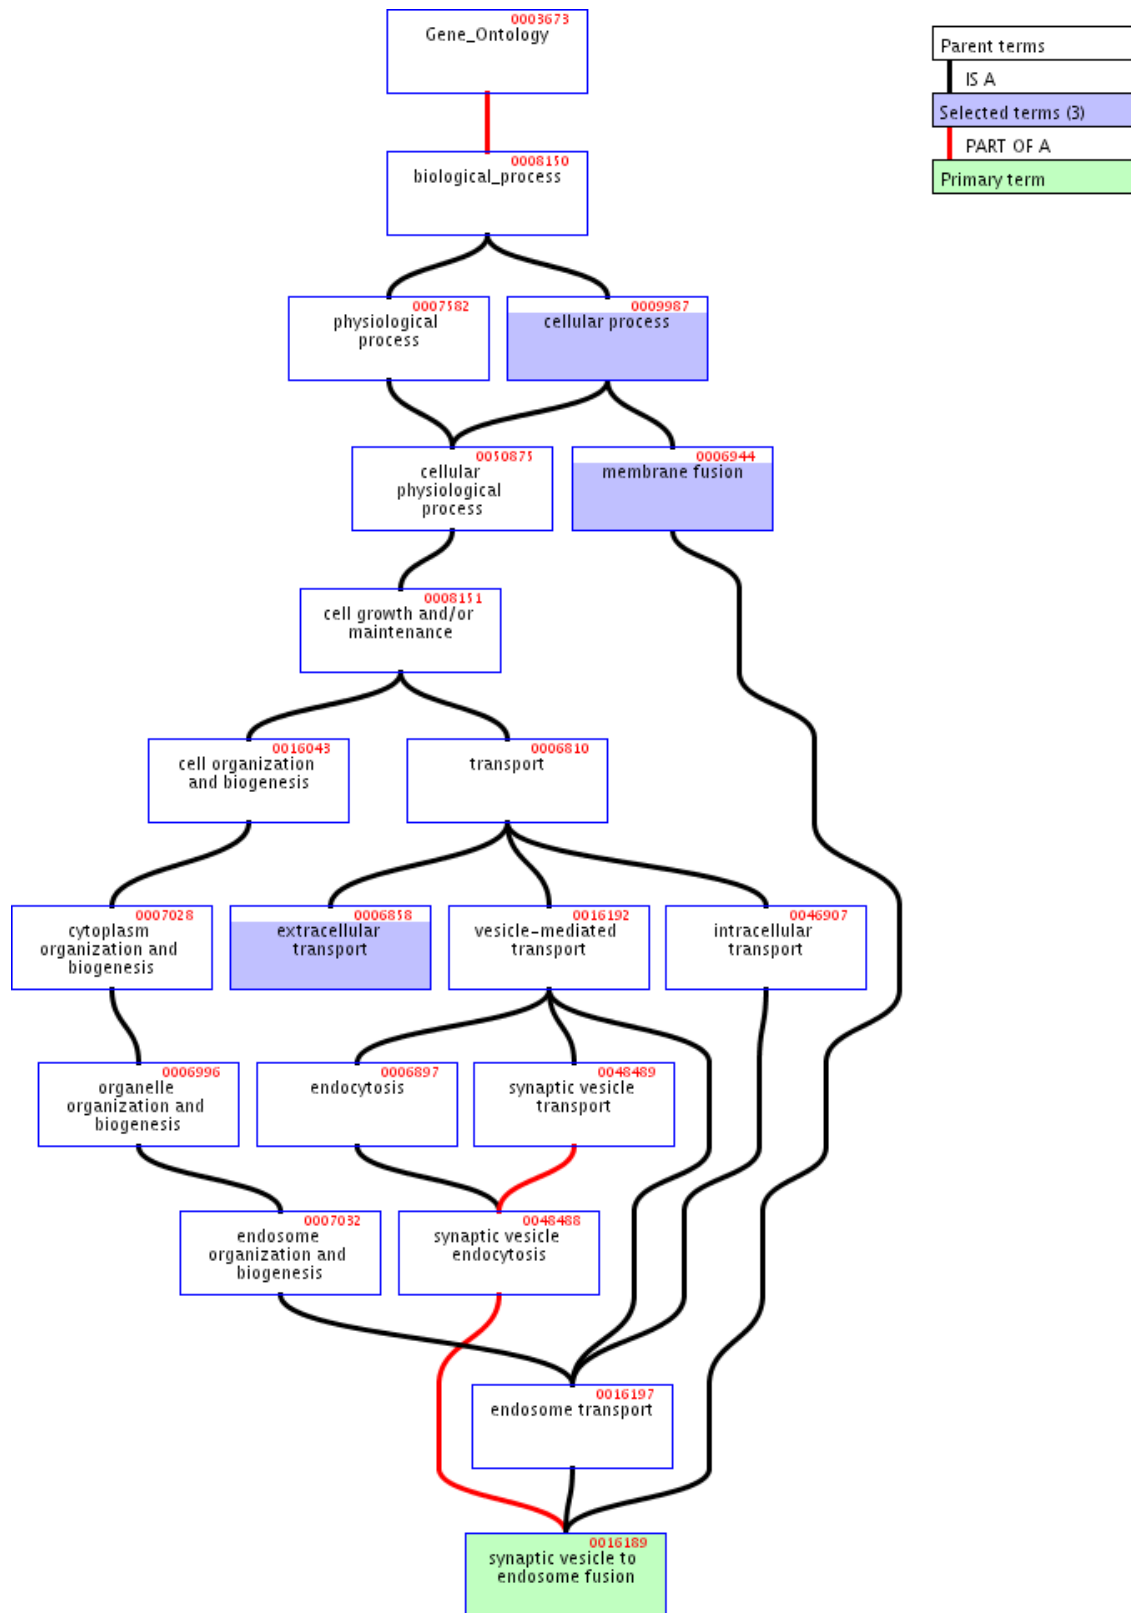 0003673
Gene_Ontology
Parent terms
IS A
Selected terms (3)
PART OF A
Primary term
0008150
biological_process
0007582
physiological
process
0009987
cellular process
0050875
cellular
physiological
process
0006944
membrane fusion
0008151
cell growth and/or
maintenance
0016043
cell organization
and biogenesis
0006810
transport
0007028
cytoplasm
organization and
biogenesis
0006858
extracellular
transport
0016192
vesicle-mediated
transport
0046907
intracellular
transport
0006996
organelle
organization and
biogenesis
0006897
endocytosis
0048489
synaptic vesicle
transport
0007032
endosome
organization and
biogenesis
0048488
synaptic vesicle
endocytosis
0016197
endosome transport
0016189
synaptic vesicle to
endosome fusion